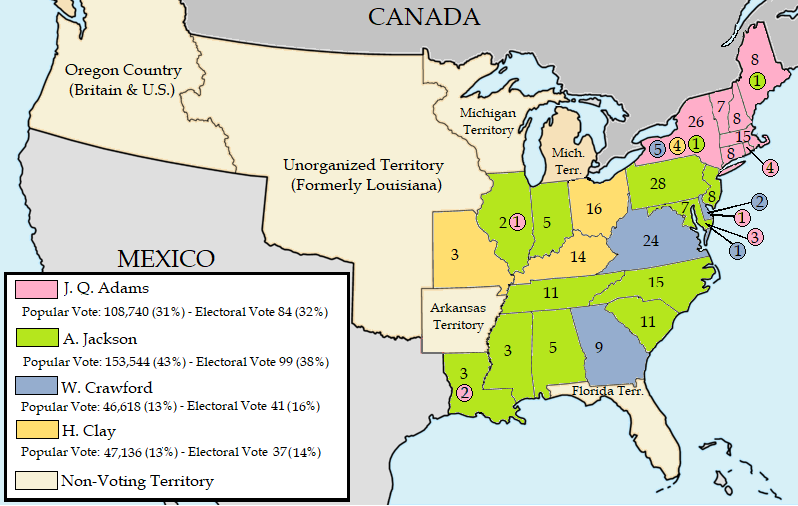 CANADA
Oregon Country
(Britain & U.S.)
Michigan
Territory
Unorganized Territory
(Formerly Louisiana)
Mich.
Terr.
8
1
7
8
26
15
5
4
1
8
4
28
8
2
7
1
3
1
2
1
5
16
24
3
14
MEXICO
11
15
Arkansas
Territory
11
3
5
9
3
2
Florida Terr.
J. Q. Adams
Popular Vote: 108,740 (31%) - Electoral Vote 84 (32%)
A. Jackson
Popular Vote: 153,544 (43%) - Electoral Vote 99 (38%)
W. Crawford
Popular Vote: 46,618 (13%) - Electoral Vote 41 (16%)
H. Clay
Popular Vote: 47,136 (13%) - Electoral Vote 37 (14%)
Non-Voting Territory